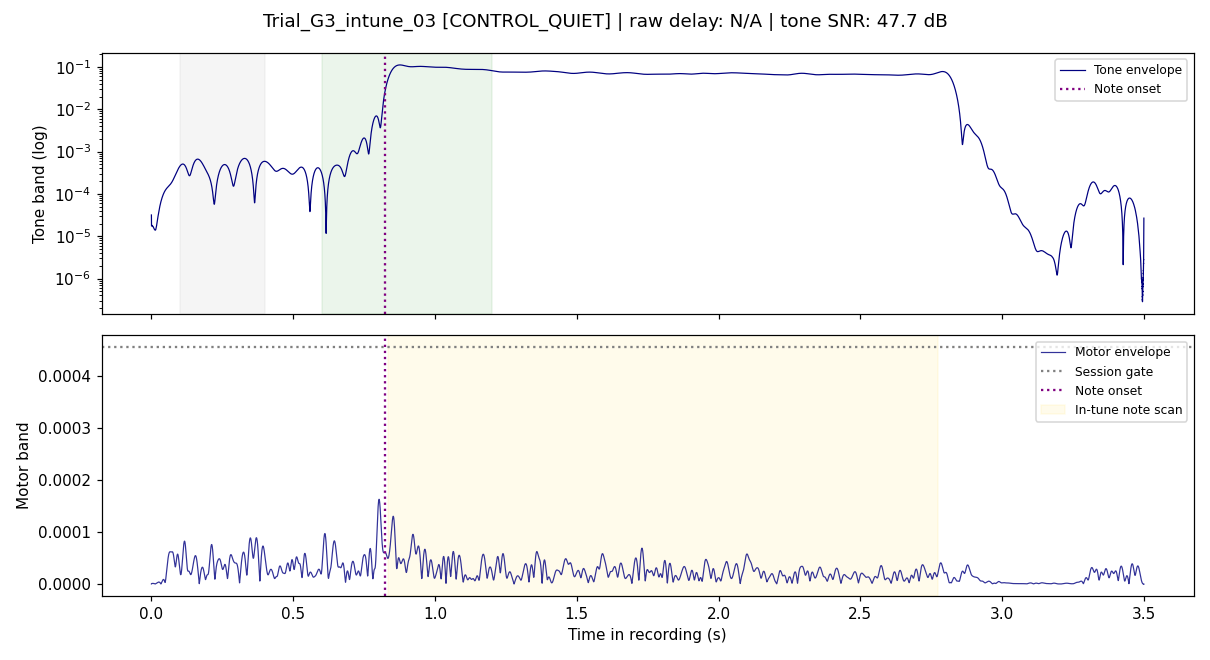 Trial_G3_intune_03 [CONTROL_QUIET] | raw delay: N/A | tone SNR: 47.7 dB
Tone band (log)
10⁻¹
10⁻²
10⁻³
10⁻⁴
10⁻⁵
10⁻⁶
Tone envelope
Note onset
Motor band
0.0004
0.0003
0.0002
0.0001
0.0000
Motor envelope
Session gate
Note onset
In-tune note scan
0.0 0.5 1.0 1.5 2.0 2.5 3.0 3.5
Time in recording (s)